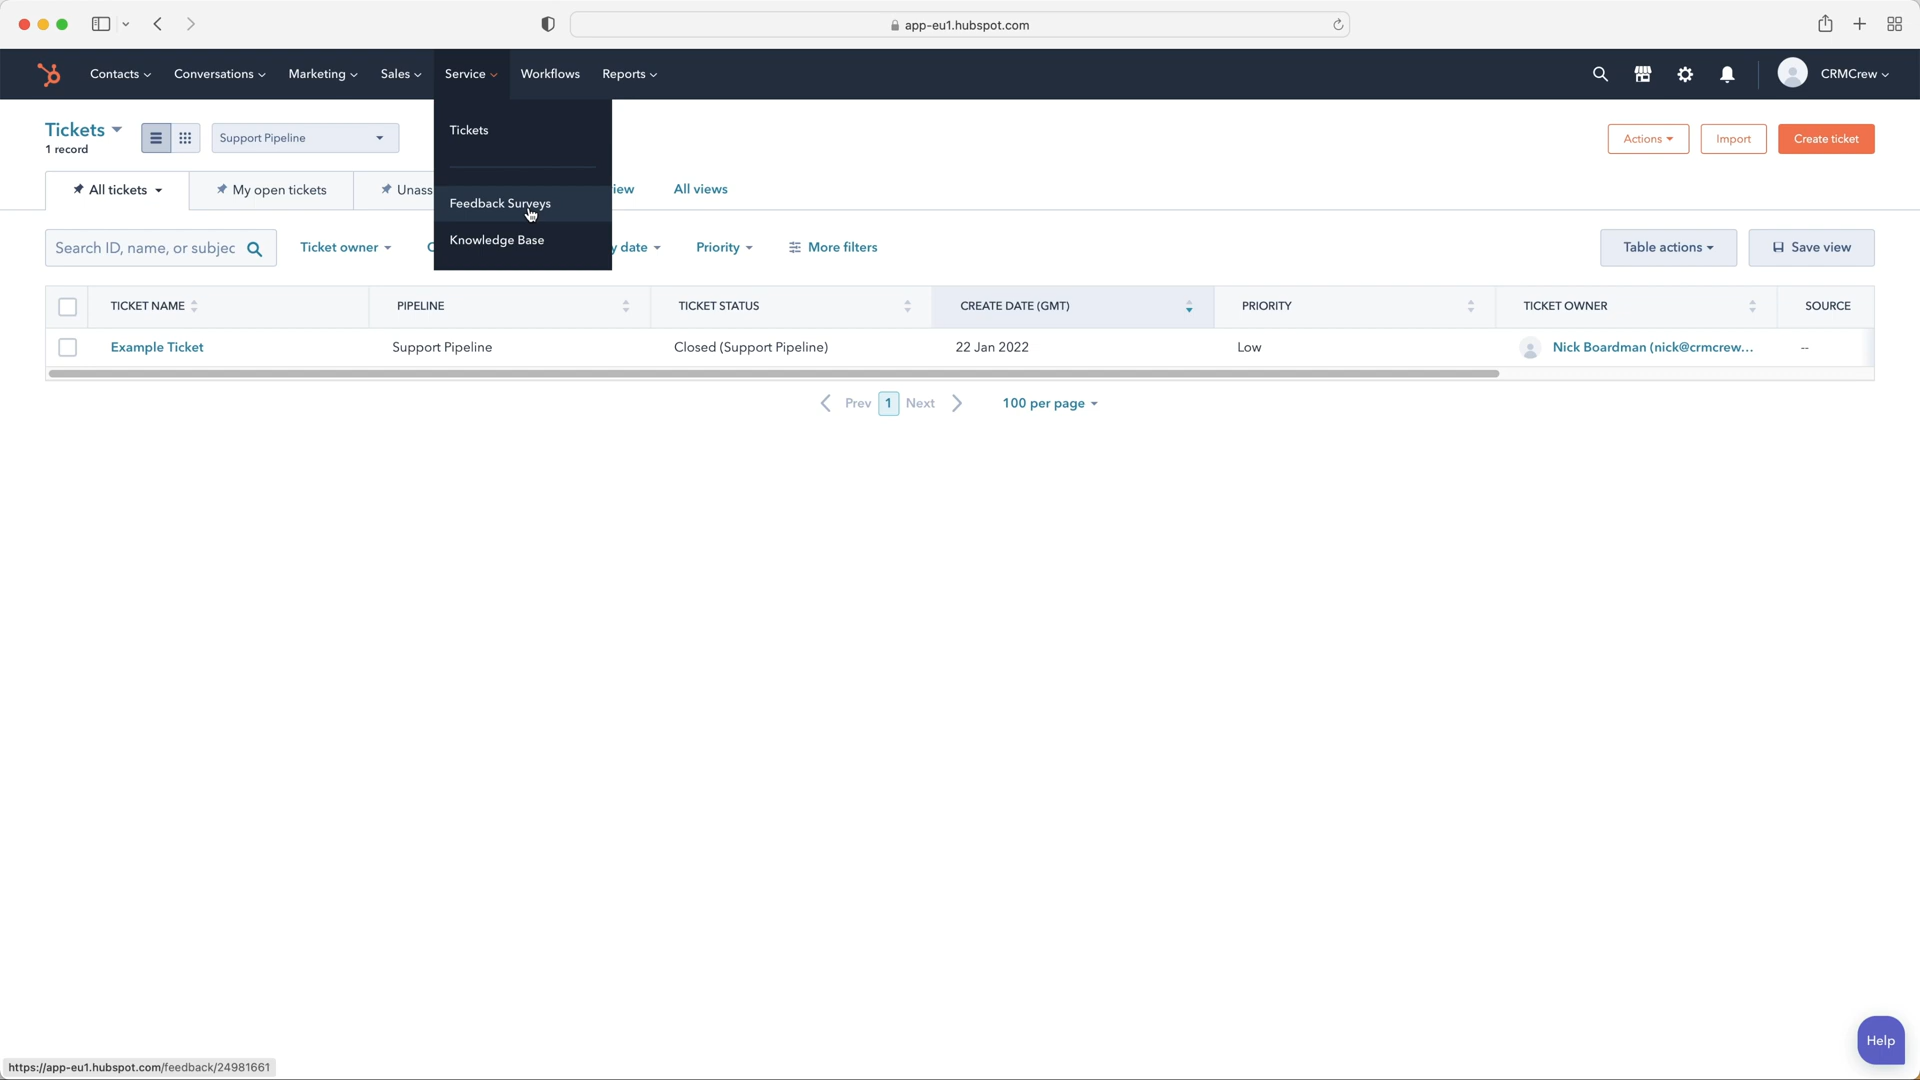 app-eu1.hubspot.com
Contacts Conversations Marketing Sales Service Workflows Reports CRMCrew
Tickets
1 record
Support Pipeline
Tickets
Actions Import Create ticket
All tickets My open tickets Unass iew All views
Feedback Surveys
Knowledge Base
Search ID, name, or subjec Ticket owner C y date Priority More filters Table actions Save view
TICKET NAME PIPELINE TICKET STATUS CREATE DATE (GMT) PRIORITY TICKET OWNER SOURCE
Example Ticket Support Pipeline Closed (Support Pipeline) 22 Jan 2022 Low Nick Boardman (nick@crmcrew... --
Prev 1 Next 100 per page
Help
https://app-eu1.hubspot.com/feedback/24981661